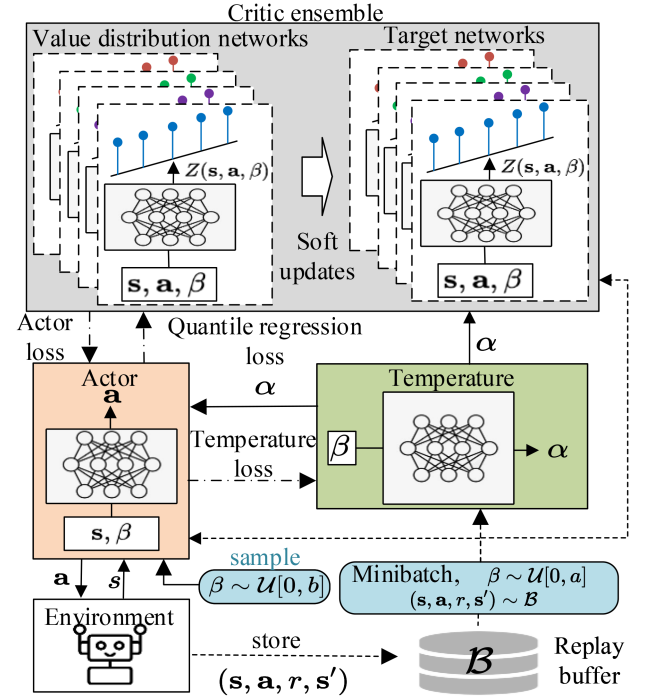 Critic ensemble
Value distribution networks
Target networks
Z(s, a, β)
Z(s, a, β)
Soft
updates
s, a, β
s, a, β
Actor
loss
Quantile regression
loss
α
α
Actor
a
Temperature
β
α
Temperature
loss
s, β
sample
β ∼ U[0, b]
Minibatch, β ∼ U[0, a]
(s, a, r, s′) ∼ B
a
s
Environment
store
(s, a, r, s′)
B
Replay
buffer